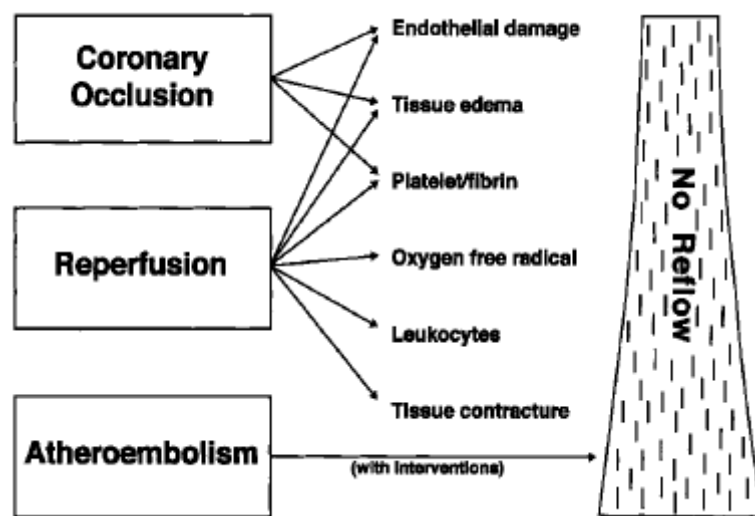 Coronary
Occlusion
Reperfusion
Atheroembolism
Endothelial damage
Tissue edema
Platelet/fibrin
Oxygen free radical
Leukocytes
Tissue contracture
(with interventions)
No Reflow